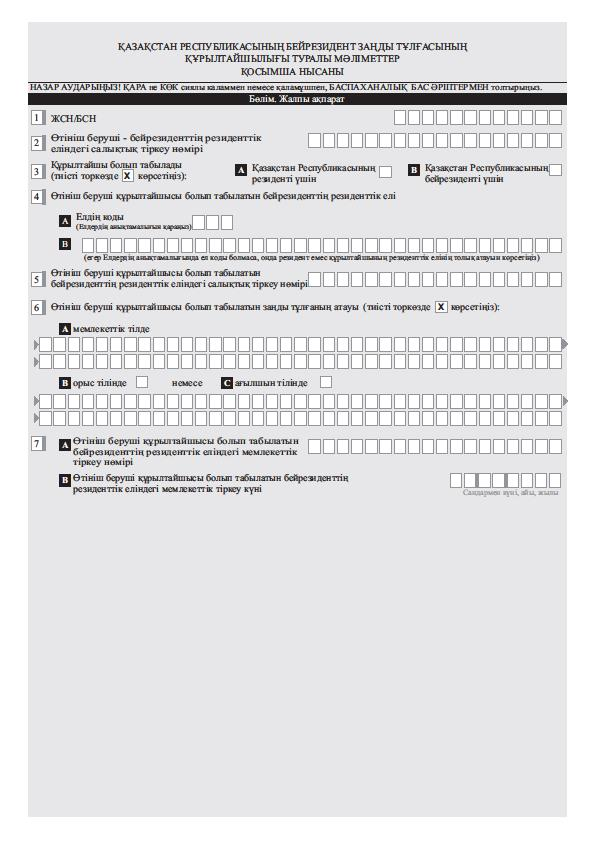 ҚАЗАҚСТАН РЕСПУБЛИКАСЫНЫҢ БЕЙРЕЗИДЕНТ ЗАҢДЫ ТҰЛҒАСЫНЫҢ
ҚҰРЫЛТАЙШЫЛЫҒЫ ТУРАЛЫ МӘЛІМЕТТЕР
ҚОСЫМША НЫСАНЫ
НАЗАР АУДАРЫҢЫЗ! ҚАРА не КӨК сиялы қаламмен немесе қаламұшпен, БАСПАХАНАЛЫҚ БАС ӘРІПТЕРМЕН толтырыңыз.
Бөлім. Жалпы ақпарат
1 ЖСН/БСН
2 Өтініш беруші - бейрезиденттің резиденттік
еліндегі салықтық тіркеу нөмірі
3 Құрылтайшы болып табылады
(тиісті торкөзде X көрсетіңіз):
A Қазақстан Республикасының
резиденті үшін
B Қазақстан Республикасының
бейрезиденті үшін
4 Өтініш беруші құрылтайшысы болып табылатын бейрезиденттің резиденттік елі
A Елдің коды
(Елдердің анықтамалығын қараңыз)
B
(егер Елдердің анықтамалығында ел коды болмаса, онда резидент емес құрылтайшының резиденттік елінің толық атауын көрсетіңіз)
5 Өтініш беруші құрылтайшысы болып табылатын
бейрезиденттің резиденттік еліндегі салықтық тіркеу нөмірі
6 Өтініш беруші құрылтайшысы болып табылатын заңды тұлғаның атауы (тиісті торкөзде X көрсетіңіз):
A мемлекеттік тілде
B орыс тілінде немесе C ағылшын тілінде
7 A Өтініш беруші құрылтайшысы болып табылатын
бейрезиденттің резиденттік еліндегі мемлекеттік
тіркеу нөмірі
B Өтініш беруші құрылтайшысы болып табылатын бейрезиденттің
резиденттік еліндегі мемлекеттік тіркеу күні
Сандармен күні, айы, жылы